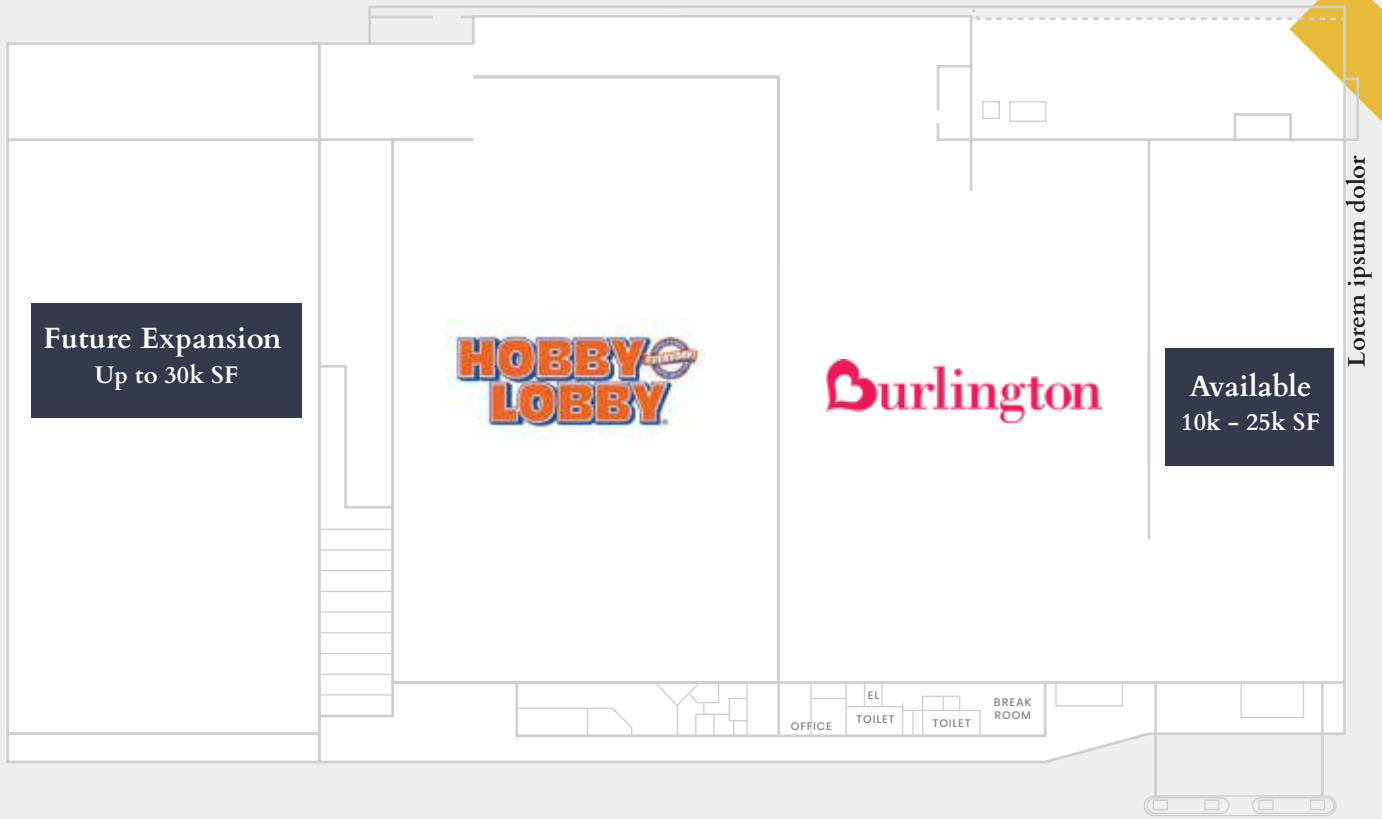 Lorem ipsum dolor
Future Expansion
Up to 30k SF
HOBBY
LOBBY
Burlington
Available
10k - 25k SF
EL
OFFICE
TOILET
TOILET
BREAK
ROOM